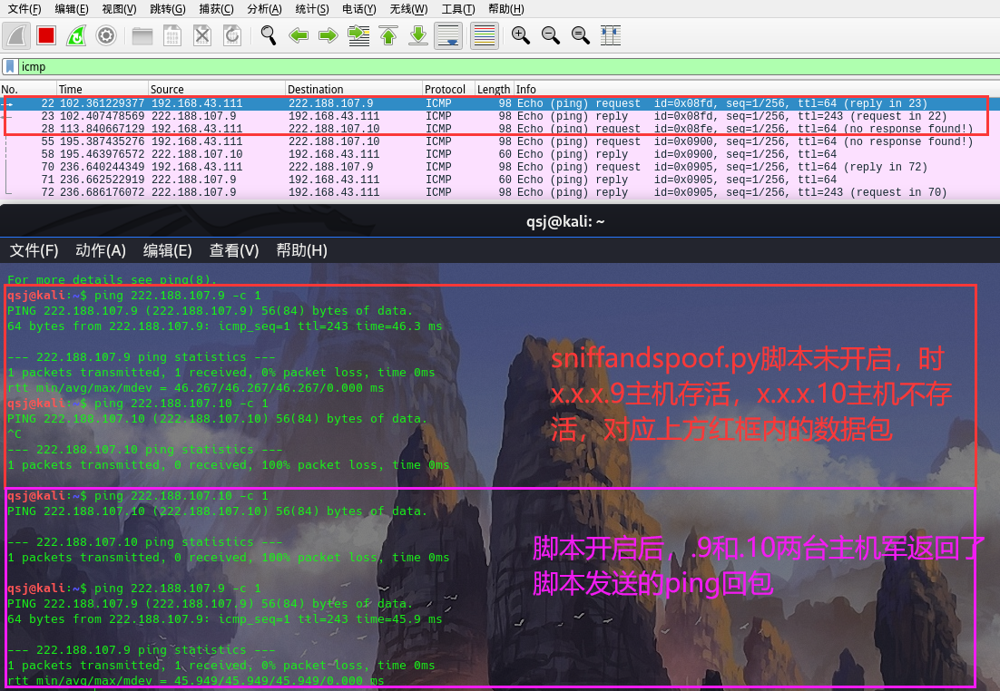 文件(F) 编辑(E) 视图(V) 跳转(G) 捕获(C) 分析(A) 统计(S) 电话(Y) 无线(W) 工具(T) 帮助(H)
icmp
No. Time Source Destination Protocol Length Info
22 102.361229377 192.168.43.111 222.188.107.9 ICMP 98 Echo (ping) request id=0x08fd, seq=1/256, ttl=64 (reply in 23)
23 102.407478569 222.188.107.9 192.168.43.111 ICMP 98 Echo (ping) reply id=0x08fd, seq=1/256, ttl=243 (request in 22)
28 113.840667129 192.168.43.111 222.188.107.10 ICMP 98 Echo (ping) request id=0x08fe, seq=1/256, ttl=64 (no response found!)
55 195.387435276 192.168.43.111 222.188.107.10 ICMP 98 Echo (ping) request id=0x0900, seq=1/256, ttl=64 (no response found!)
58 195.463976572 222.188.107.10 192.168.43.111 ICMP 60 Echo (ping) reply id=0x0900, seq=1/256, ttl=64
70 236.640244349 192.168.43.111 222.188.107.9 ICMP 98 Echo (ping) request id=0x0905, seq=1/256, ttl=64 (reply in 72)
71 236.662522919 222.188.107.9 192.168.43.111 ICMP 60 Echo (ping) reply id=0x0905, seq=1/256, ttl=64
72 236.686176072 222.188.107.9 192.168.43.111 ICMP 98 Echo (ping) reply id=0x0905, seq=1/256, ttl=243 (request in 70)
qsj@kali: ~
文件(F) 动作(A) 编辑(E) 查看(V) 帮助(H)
For more details see ping(8).
qsj@kali:~$ ping 222.188.107.9 -c 1
PING 222.188.107.9 (222.188.107.9) 56(84) bytes of data.
64 bytes from 222.188.107.9: icmp_seq=1 ttl=243 time=46.3 ms
--- 222.188.107.9 ping statistics ---
1 packets transmitted, 1 received, 0% packet loss, time 0ms
rtt min/avg/max/mdev = 46.267/46.267/46.267/0.000 ms
qsj@kali:~$ ping 222.188.107.10 -c 1
PING 222.188.107.10 (222.188.107.10) 56(84) bytes of data.
^C
--- 222.188.107.10 ping statistics ---
1 packets transmitted, 0 received, 100% packet loss, time 0ms
sniffandspoof.py脚本未开启，时
x.x.x.9主机存活，x.x.x.10主机不存
活，对应上方红框内的数据包
qsj@kali:~$ ping 222.188.107.10 -c 1
PING 222.188.107.10 (222.188.107.10) 56(84) bytes of data.
--- 222.188.107.10 ping statistics ---
1 packets transmitted, 0 received, 100% packet loss, time 0ms
qsj@kali:~$ ping 222.188.107.9 -c 1
PING 222.188.107.9 (222.188.107.9) 56(84) bytes of data.
64 bytes from 222.188.107.9: icmp_seq=1 ttl=243 time=45.9 ms
--- 222.188.107.9 ping statistics ---
1 packets transmitted, 1 received, 0% packet loss, time 0ms
rtt min/avg/max/mdev = 45.949/45.949/45.949/0.000 ms
脚本开启后，.9和.10两台主机军返回了
脚本发送的ping回包